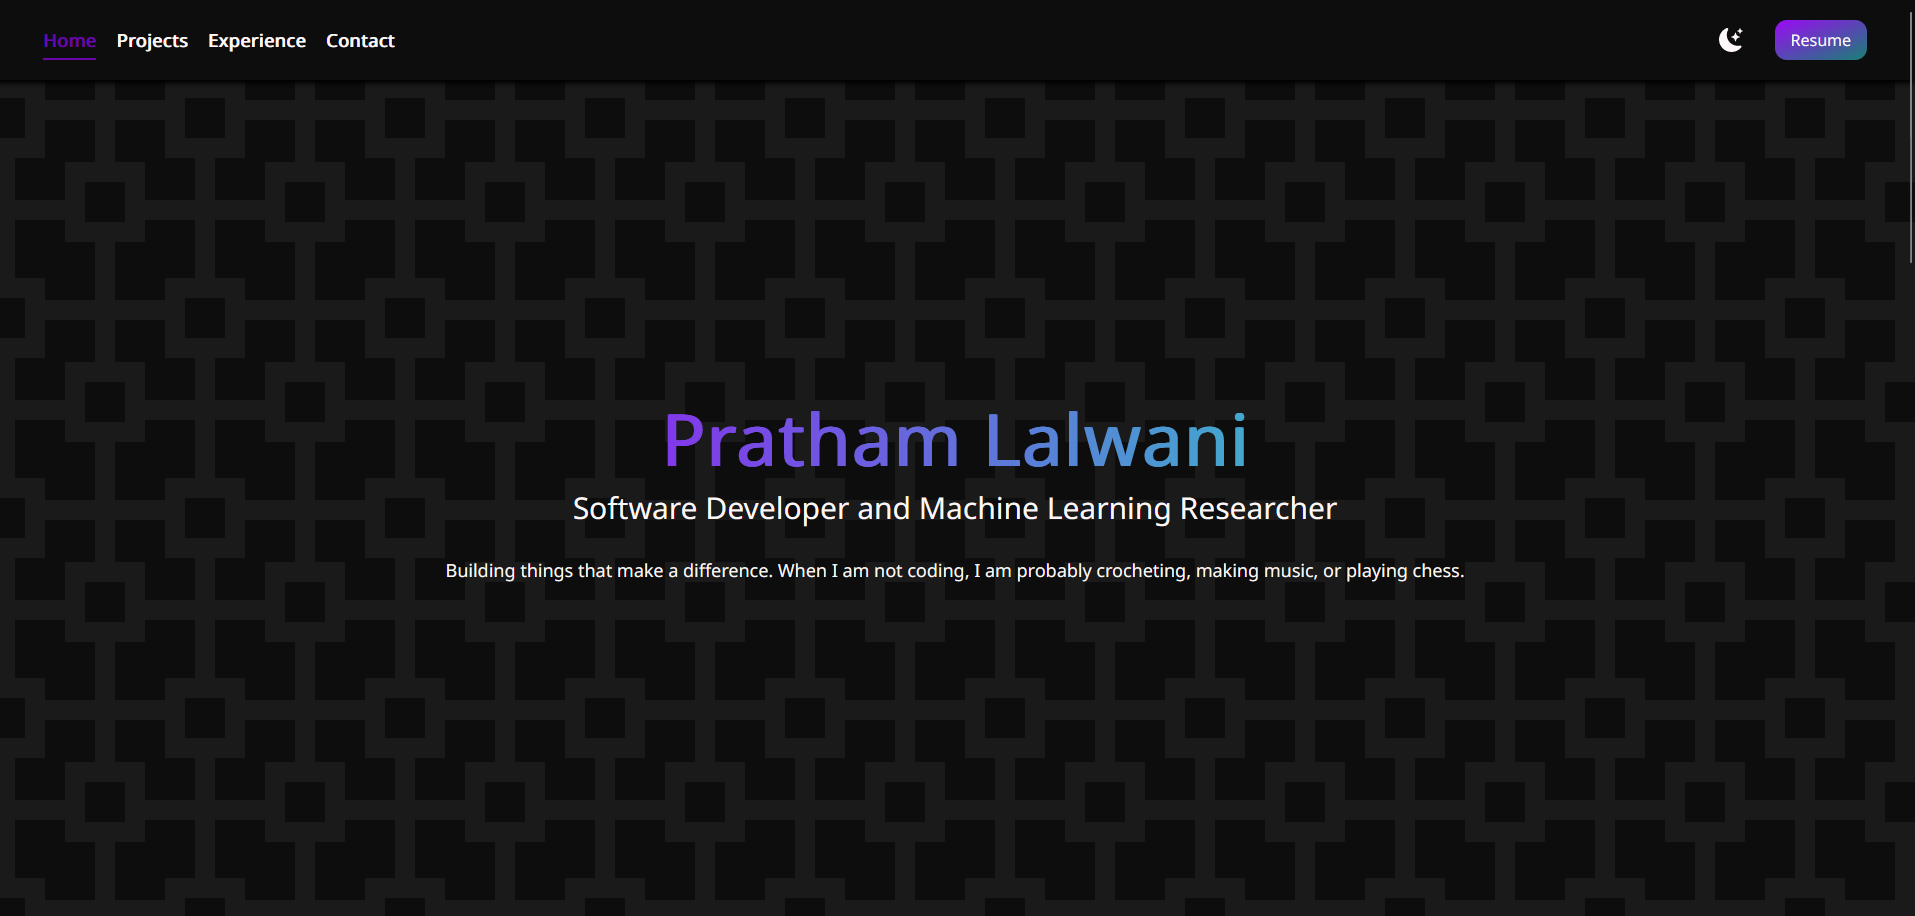 Home Projects Experience Contact Resume
Pratham Lalwani
Software Developer and Machine Learning Researcher
Building things that make a difference. When I am not coding, I am probably crocheting, making music, or playing chess.